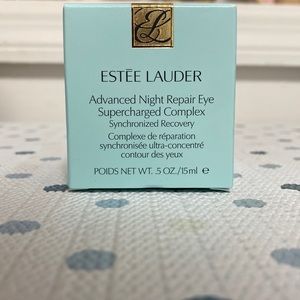 ESTĒE LAUDER
Advanced Night Repair Eye
Supercharged Complex
Synchronized Recovery
Complexe de réparation
synchronisée ultra-concentré
contour des yeux
POIDS NET WT. .5 OZ./15ml e